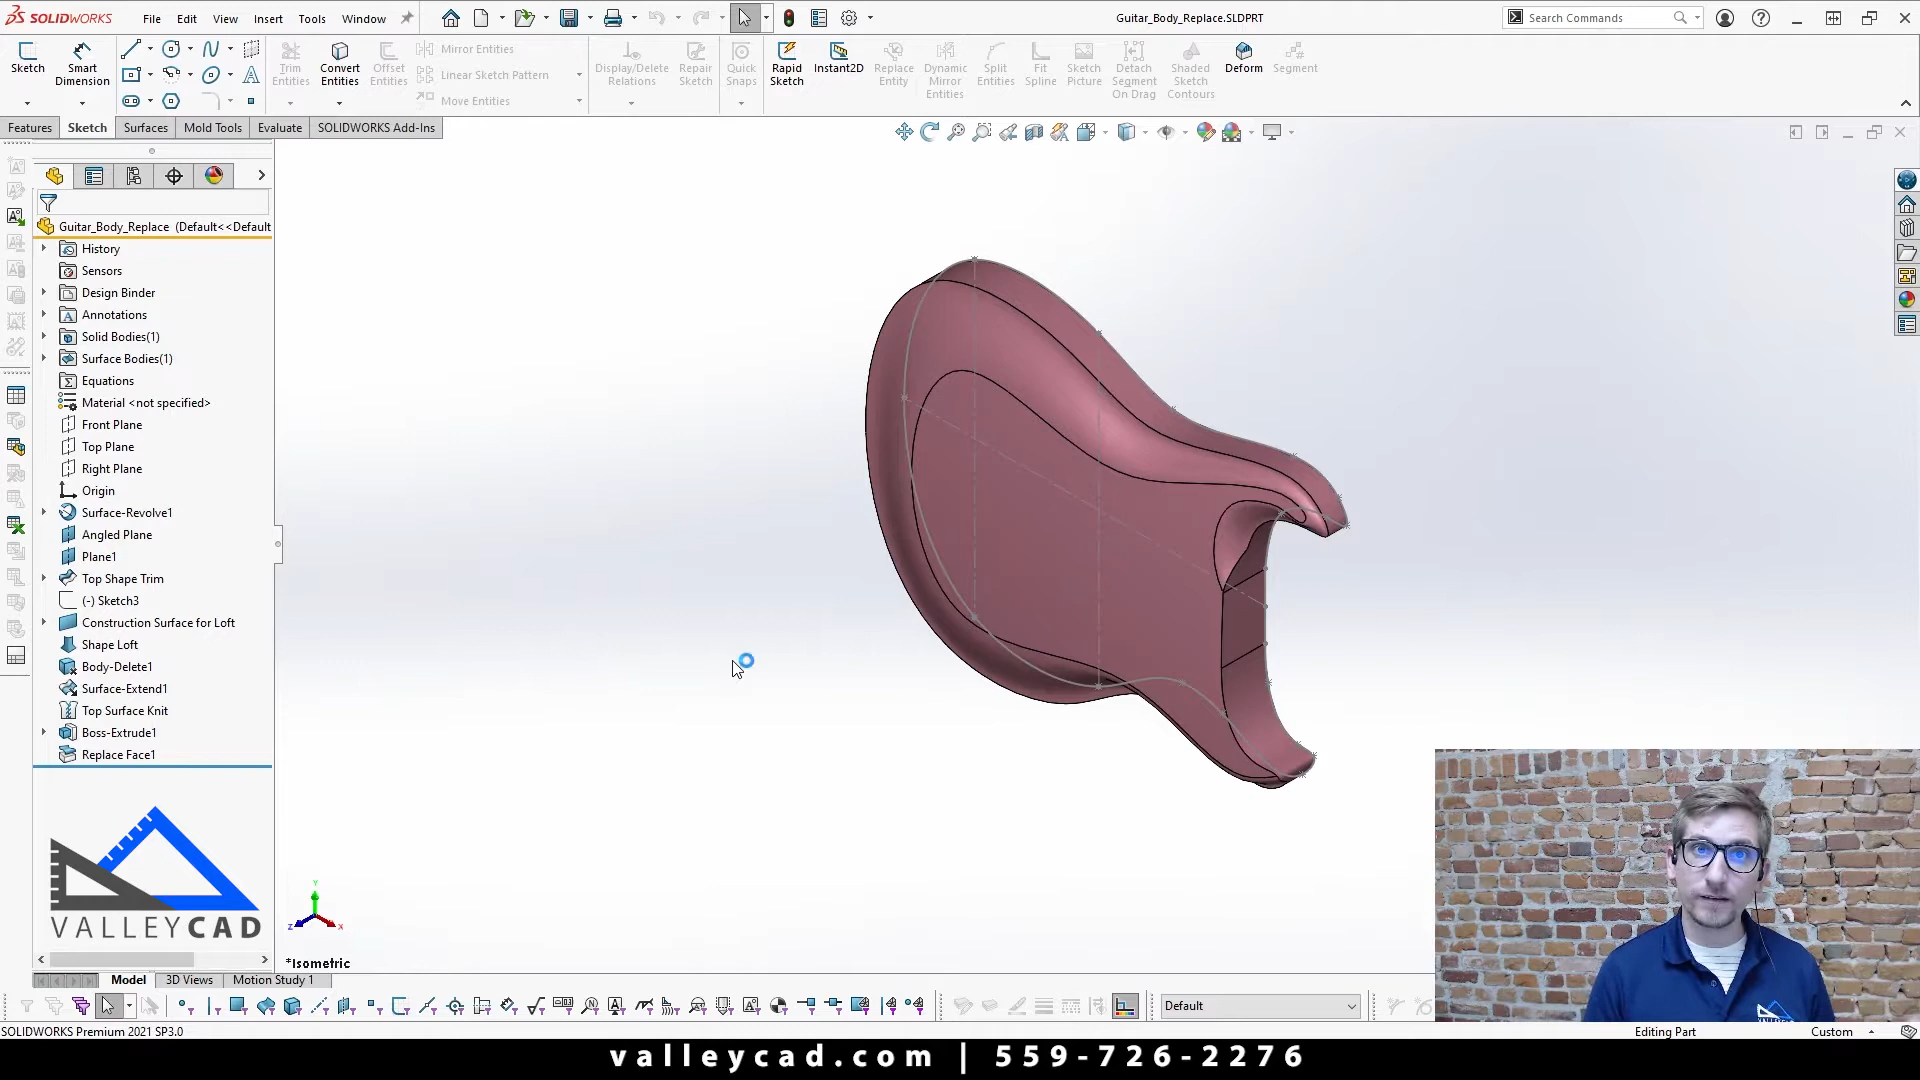 SOLIDWORKS
File
Edit
View
Insert
Tools
Window
Guitar_Body_Replace.SLDPRT
Search Commands
Sketch
Smart
Dimension
Trim
Entities
Convert
Entities
Offset
Entities
Mirror Entities
Linear Sketch Pattern
Move Entities
Display/Delete
Relations
Repair
Sketch
Quick
Snaps
Rapid
Sketch
Instant2D
Replace
Entity
Dynamic
Mirror
Entities
Split
Entities
Fit
Spline
Sketch
Picture
Detach
Segment
On Drag
Shaded
Sketch
Contours
Deform
Segment
Features
Sketch
Surfaces
Mold Tools
Evaluate
SOLIDWORKS Add-Ins
Guitar_Body_Replace (Default<<Default
History
Sensors
Design Binder
Annotations
Solid Bodies(1)
Surface Bodies(1)
Equations
Material <not specified>
Front Plane
Top Plane
Right Plane
Origin
Surface-Revolve1
Angled Plane
Plane1
Top Shape Trim
(-) Sketch3
Construction Surface for Loft
Shape Loft
Body-Delete1
Surface-Extend1
Top Surface Knit
Boss-Extrude1
Replace Face1
VALLEYCAD
Y
Z
X
*Isometric
Model
3D Views
Motion Study 1
Default
SOLIDWORKS Premium 2021 SP3.0
Editing Part
Custom
valleycad.com | 559-726-2276